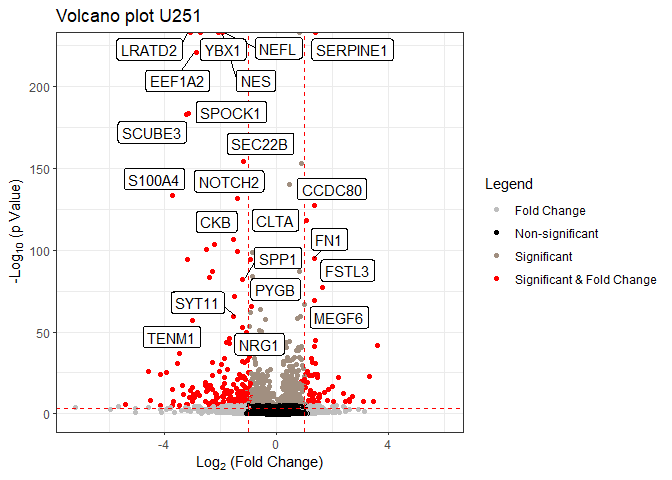 Volcano plot U251
LRATD2
YBX1
NEFL
SERPINE1
EEF1A2
NES
SPOCK1
SCUBE3
SEC22B
S100A4
NOTCH2
CCDC80
CKB
CLTA
FN1
SPP1
FSTL3
PYGB
SYT11
MEGF6
TENM1
NRG1
-Log10 (p Value)
200
150
100
50
0
-4
0
4
Log2 (Fold Change)
Legend
Fold Change
Non-significant
Significant
Significant & Fold Change